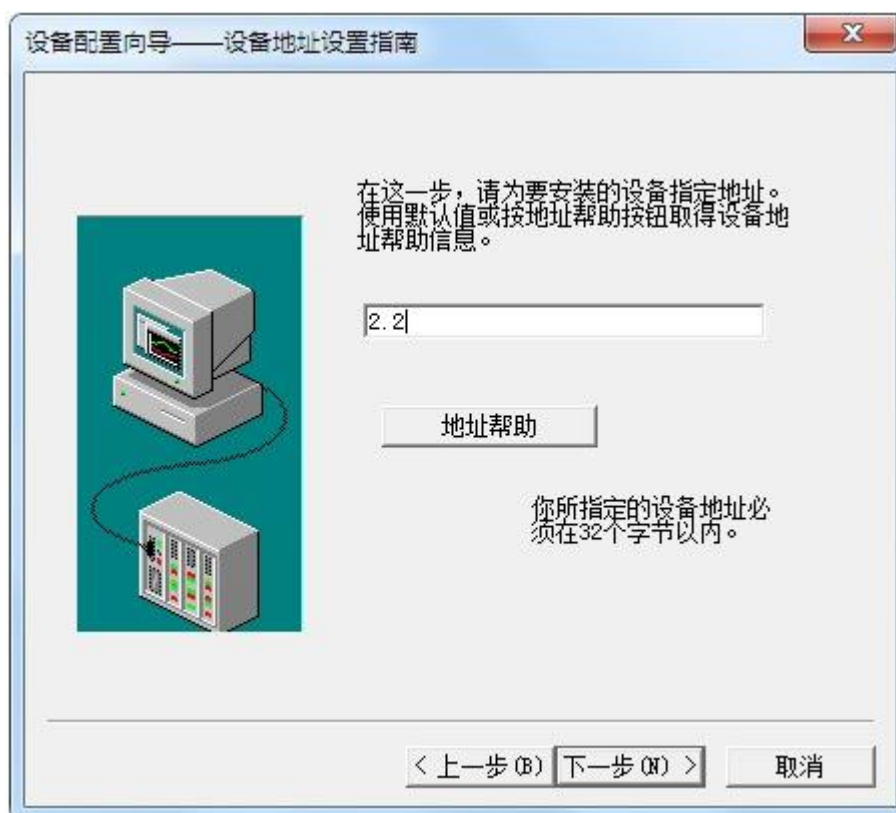 设备配置向导——设备地址设置指南
在这一步，请为要安装的设备指定地址。
使用默认值或按地址帮助按钮取得设备地
址帮助信息。
2.2
地址帮助
你所指定的设备地址必
须在32个字节以内。
< 上一步(B)
下一步(N) >
取消